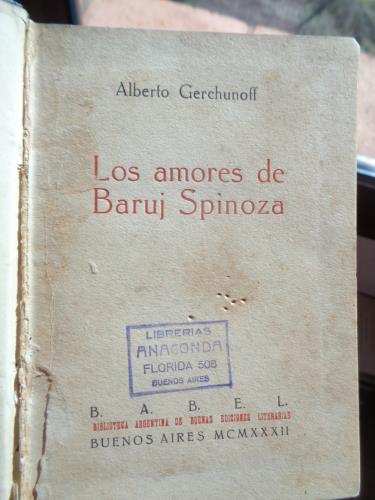 Alberto Gerchunoff
Los amores de
Baruj Spinoza
LIBRERIAS
ANACONDA
FLORIDA 508
BUENOS AIRES
B. A. B. E. L.
BIBLIOTECA ARGENTINA DE BUENAS EDICIONES LITERARIAS
BUENOS AIRES MCMXXXII